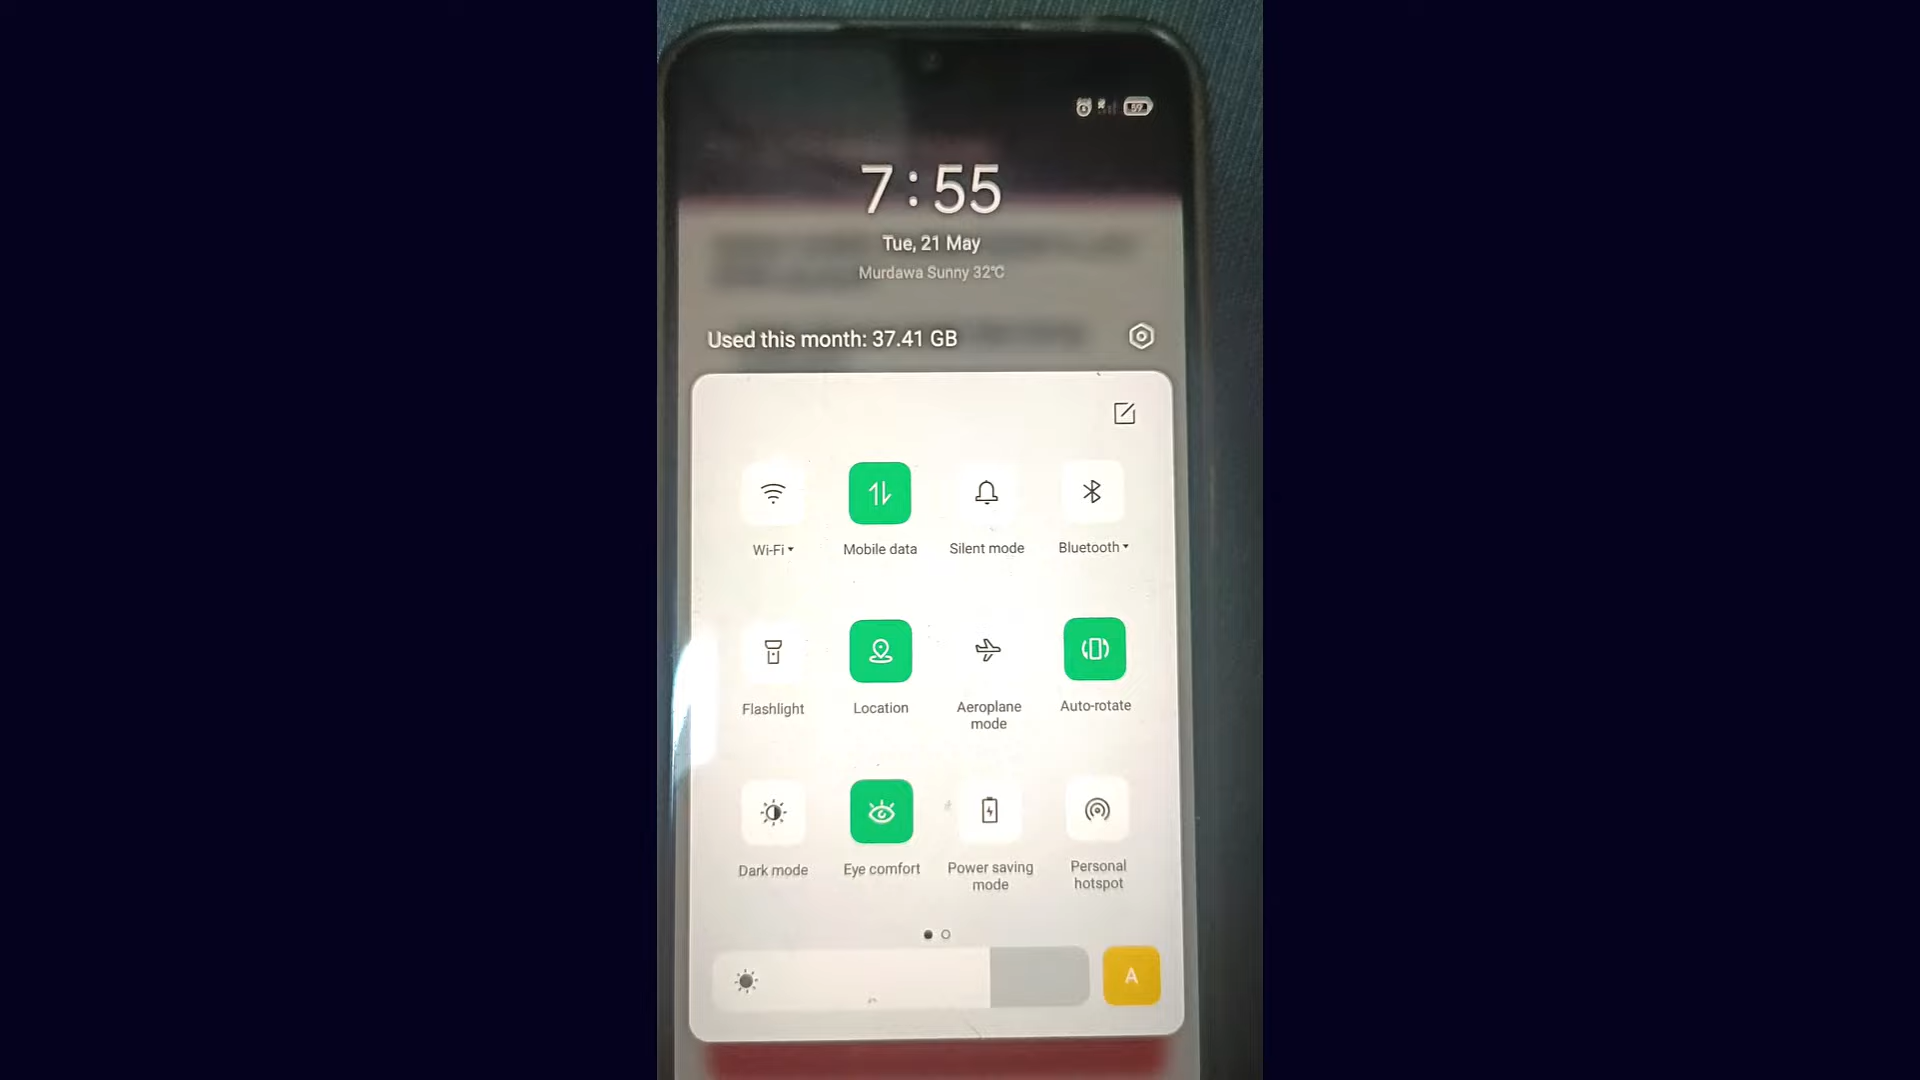 7:55
Tue, 21 May
Murdawa Sunny 32°C
Used this month: 37.41 GB
Wi-Fi
Mobile data
Silent mode
Bluetooth
Flashlight
Location
Aeroplane
mode
Auto-rotate
Dark mode
Eye comfort
Power saving
mode
Personal
hotspot
A